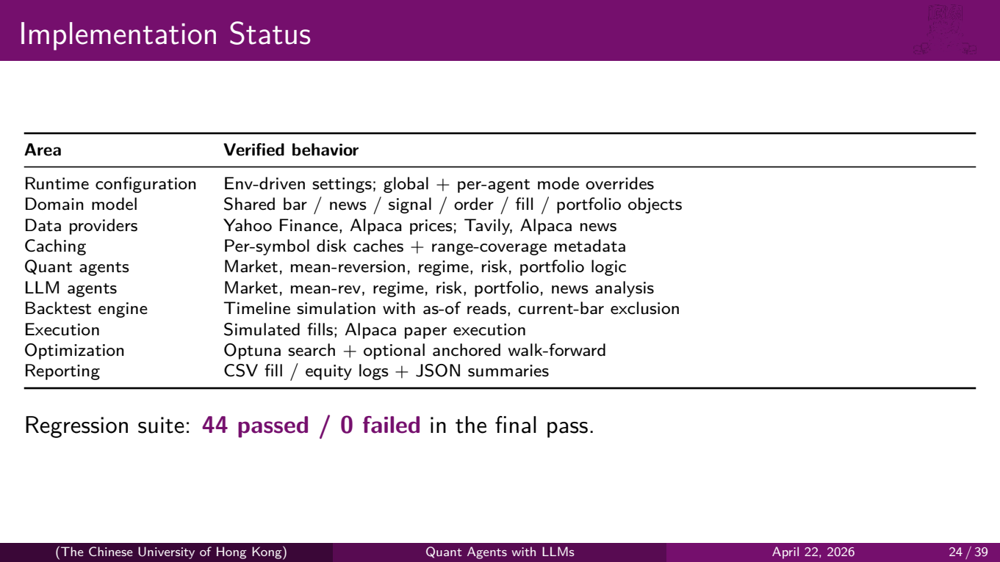 Implementation Status
Area Verified behavior
Runtime configuration Env-driven settings; global + per-agent mode overrides
Domain model Shared bar / news / signal / order / fill / portfolio objects
Data providers Yahoo Finance, Alpaca prices; Tavily, Alpaca news
Caching Per-symbol disk caches + range-coverage metadata
Quant agents Market, mean-reversion, regime, risk, portfolio logic
LLM agents Market, mean-rev, regime, risk, portfolio, news analysis
Backtest engine Timeline simulation with as-of reads, current-bar exclusion
Execution Simulated fills; Alpaca paper execution
Optimization Optuna search + optional anchored walk-forward
Reporting CSV fill / equity logs + JSON summaries
Regression suite: 44 passed / 0 failed in the final pass.
(The Chinese University of Hong Kong) Quant Agents with LLMs April 22, 2026 24 / 39